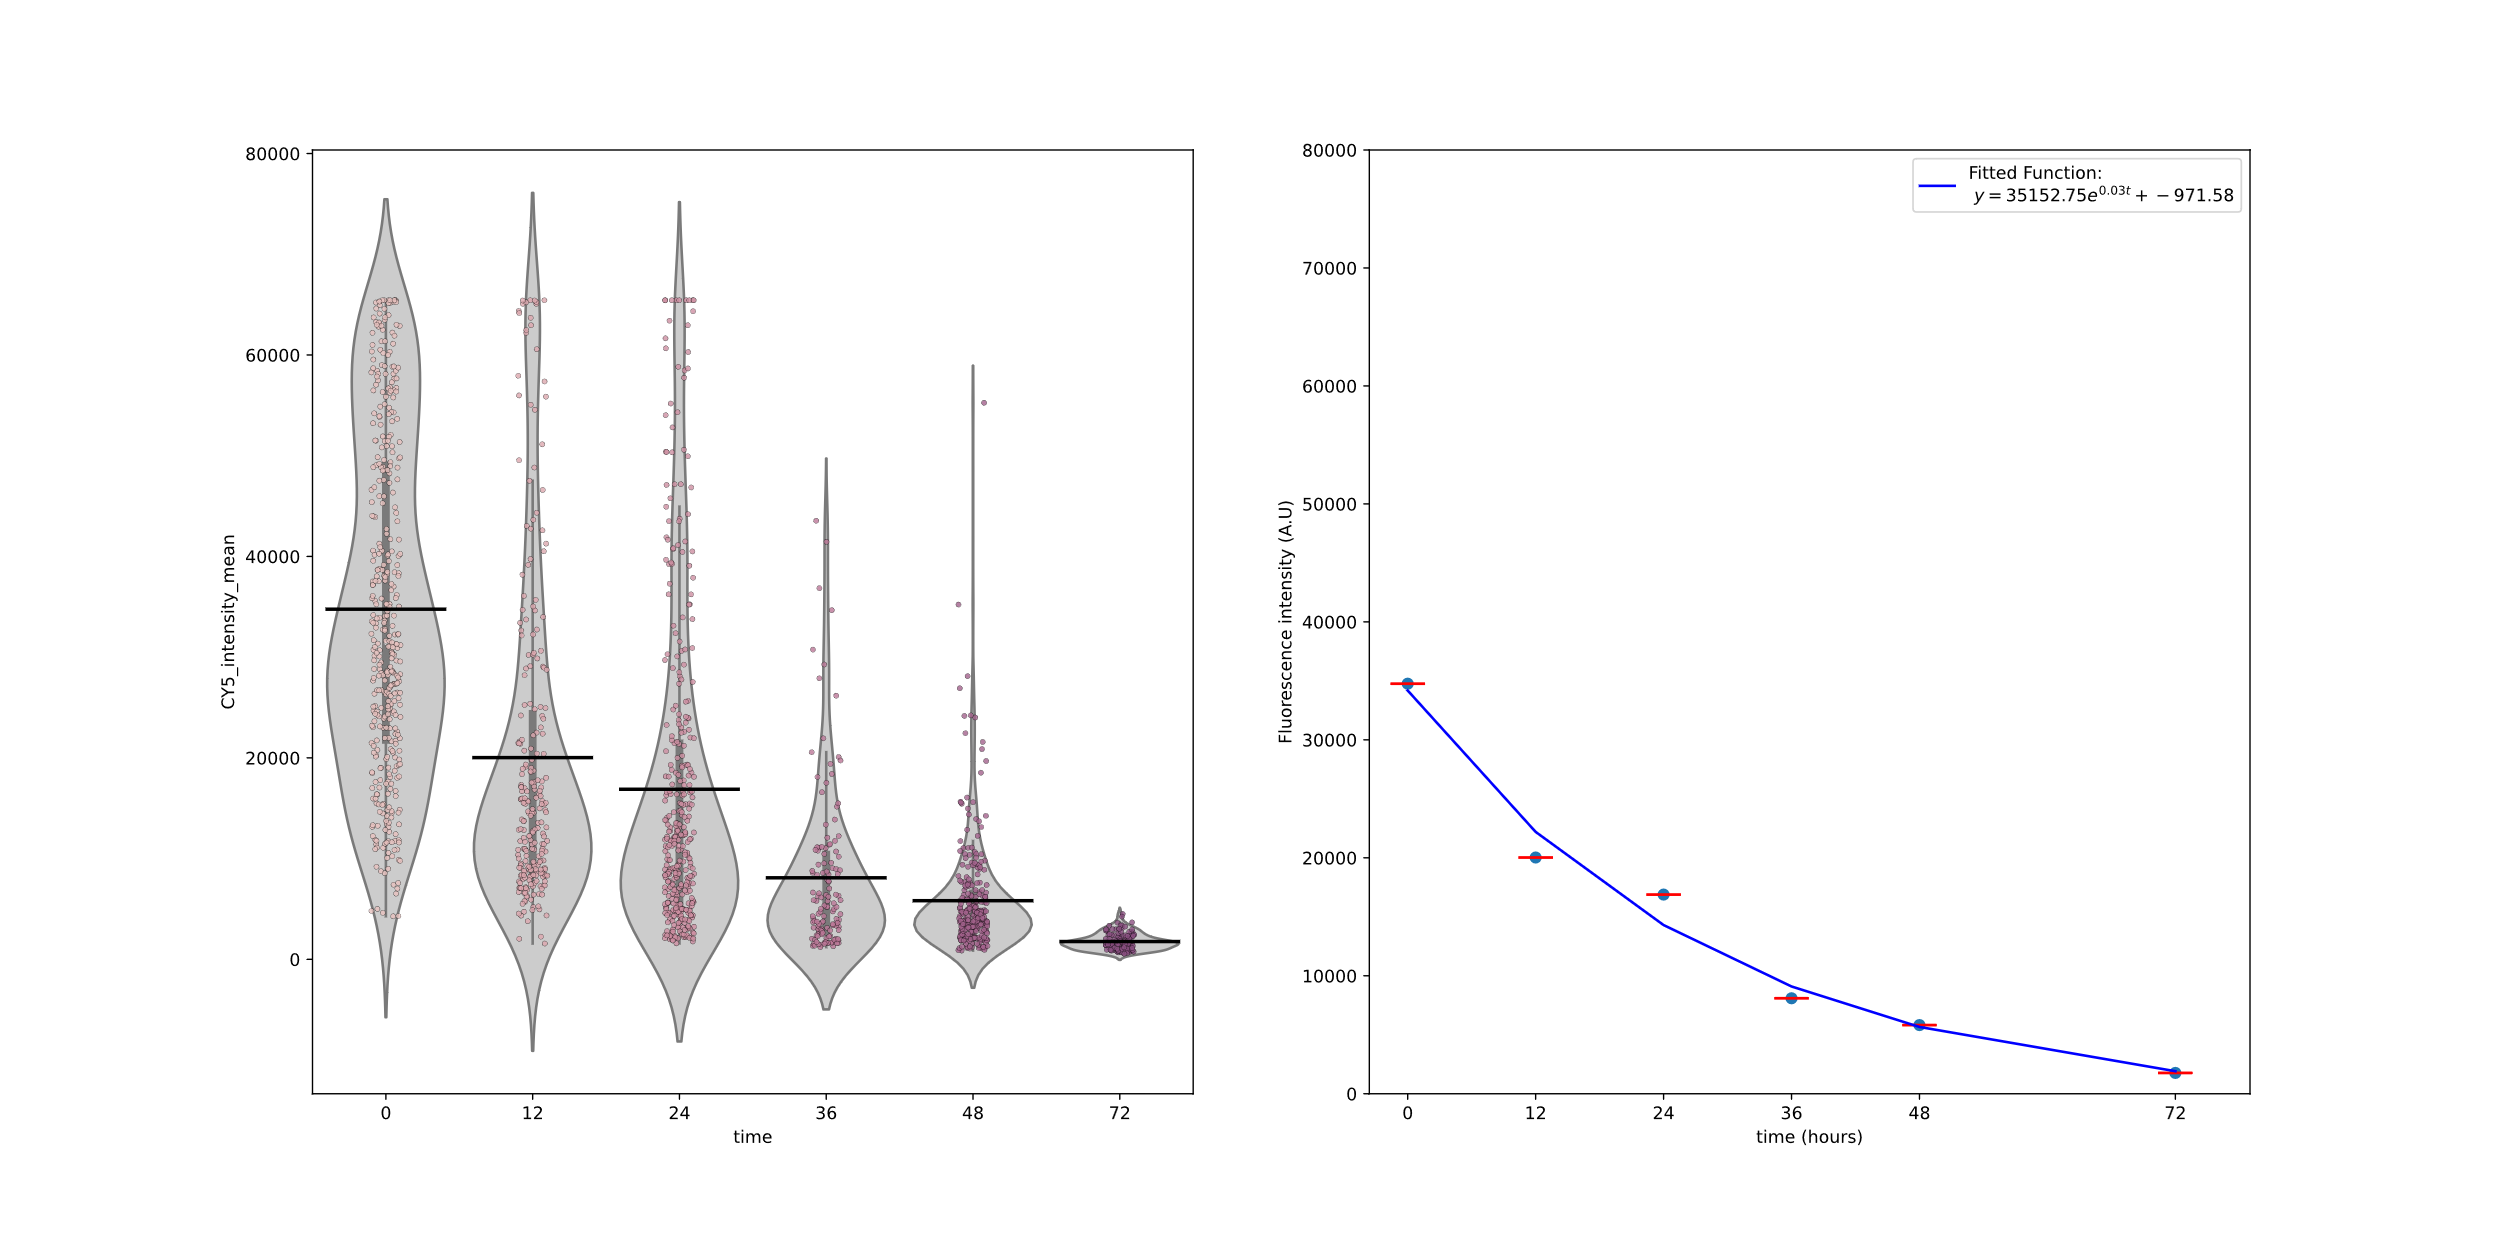 80000
60000
40000
20000
0
CY5_intensity_mean
0 12 24 36 48 72
time
80000
70000
60000
50000
40000
30000
20000
10000
0
Fluorescence intensity (A.U)
0 12 24 36 48 72
time (hours)
Fitted Function:
y = 35152.75e^{0.03t} + −971.58